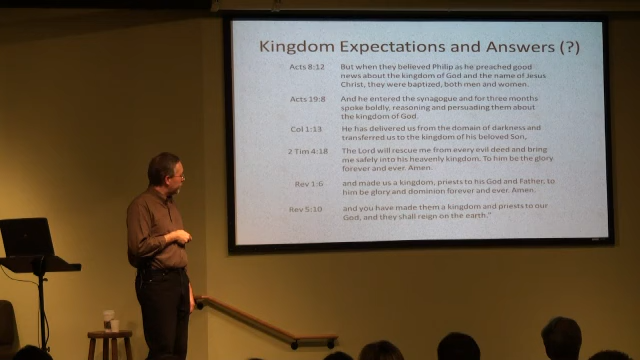 Kingdom Expectations and Answers (?)
Acts 8:12 But when they believed Philip as he preached good
news about the kingdom of God and the name of Jesus
Christ, they were baptized, both men and women.
Acts 19:8 And he entered the synagogue and for three months
spoke boldly, reasoning and persuading them about
the kingdom of God.
Col 1:13 He has delivered us from the domain of darkness and
transferred us to the kingdom of his beloved Son,
2 Tim 4:18 The Lord will rescue me from every evil deed and bring
me safely into his heavenly kingdom. To him be the glory
forever and ever. Amen.
Rev 1:6 and made us a kingdom, priests to his God and Father, to
him be glory and dominion forever and ever. Amen.
Rev 5:10 and you have made them a kingdom and priests to our
God, and they shall reign on the earth."